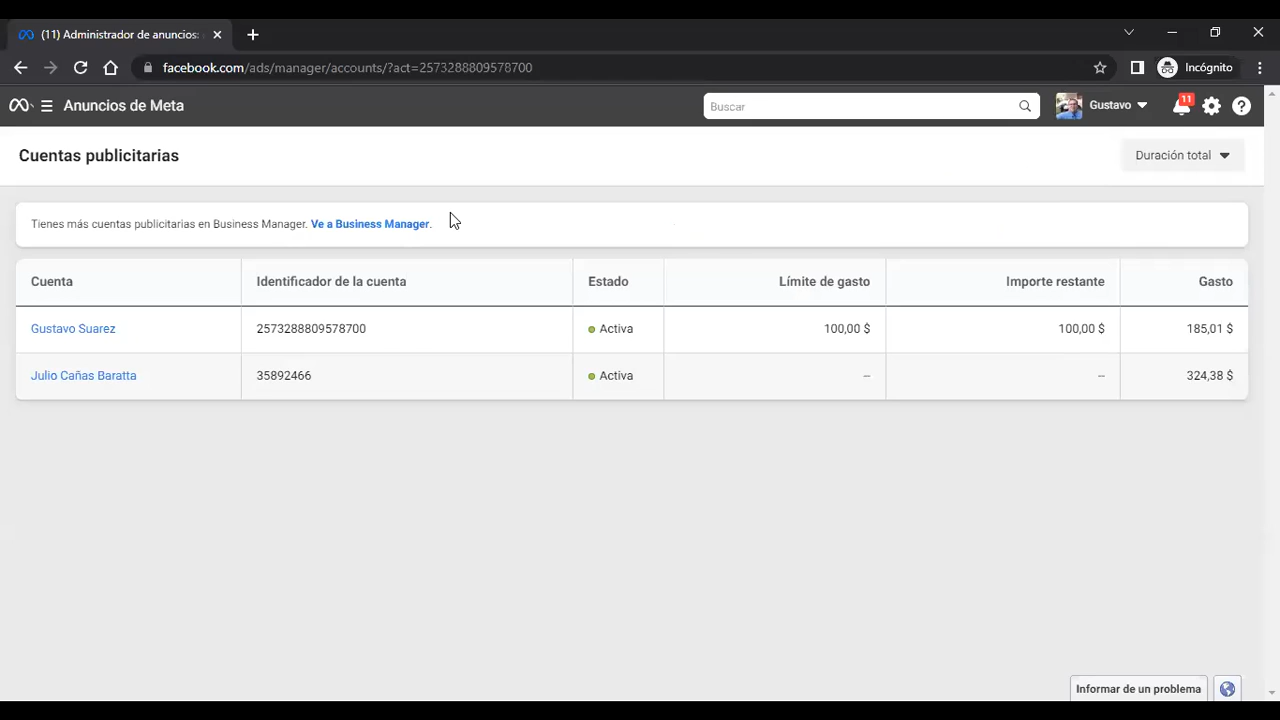 (11) Administrador de anuncios:
facebook.com/ads/manager/accounts/?act=2573288809578700
Incógnito
Anuncios de Meta
Buscar
Gustavo
11
Cuentas publicitarias
Duración total
Tienes más cuentas publicitarias en Business Manager. Ve a Business Manager.
Cuenta Identificador de la cuenta Estado Límite de gasto Importe restante Gasto
Gustavo Suarez 2573288809578700 Activa 100,00 $ 100,00 $ 185,01 $
Julio Cañas Baratta 35892466 Activa – – 324,38 $
Informar de un problema